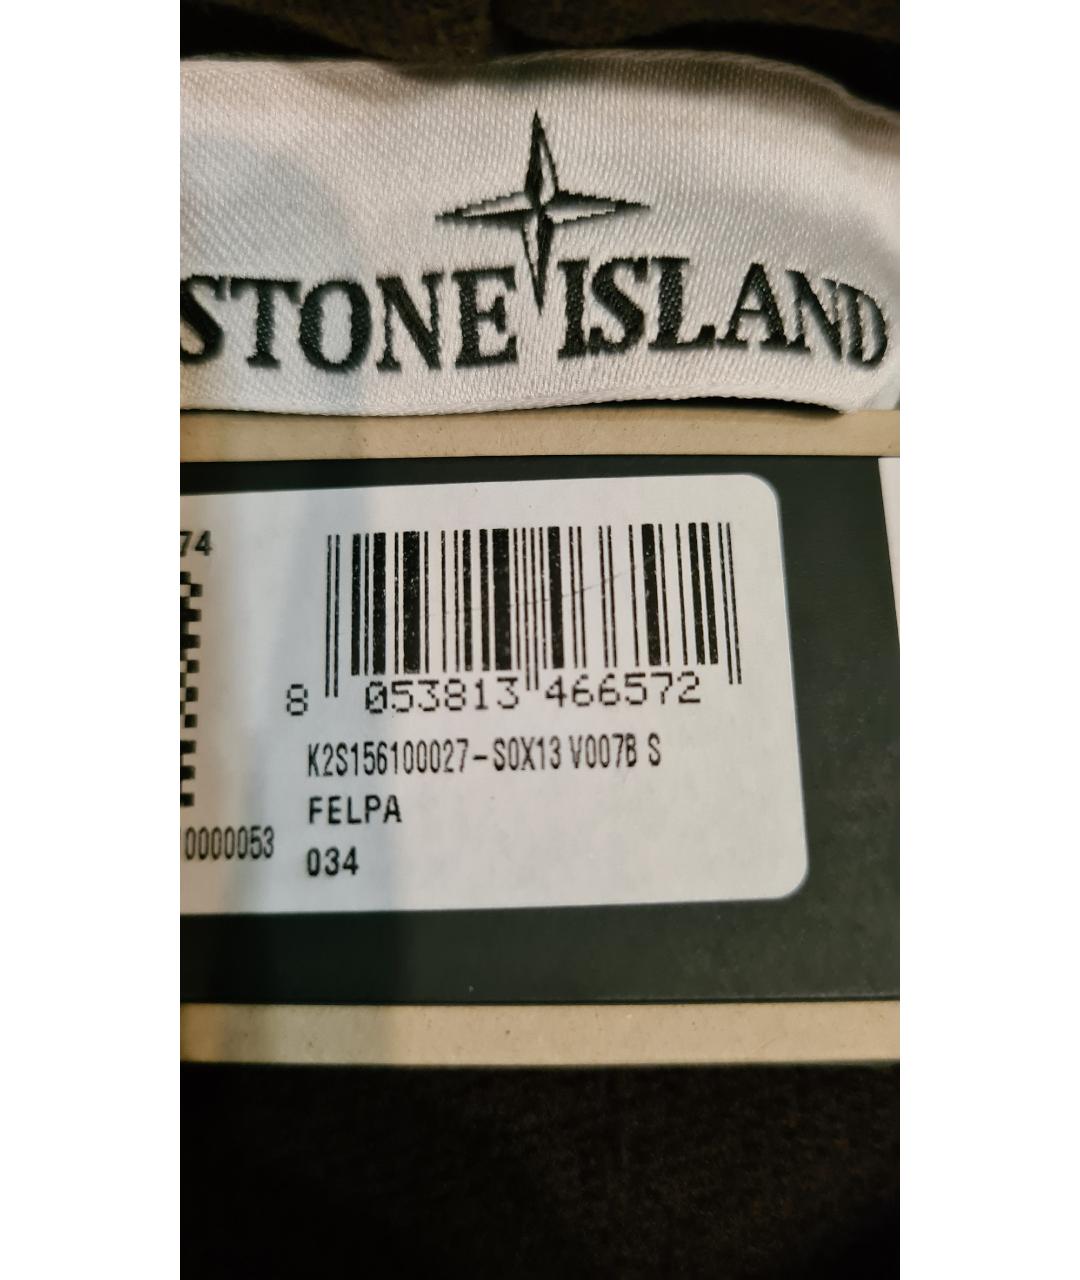 STONE ISLAND
74
8 053813 466572
K2S156100027-S0X13 V007B S
FELPA
0000053
034